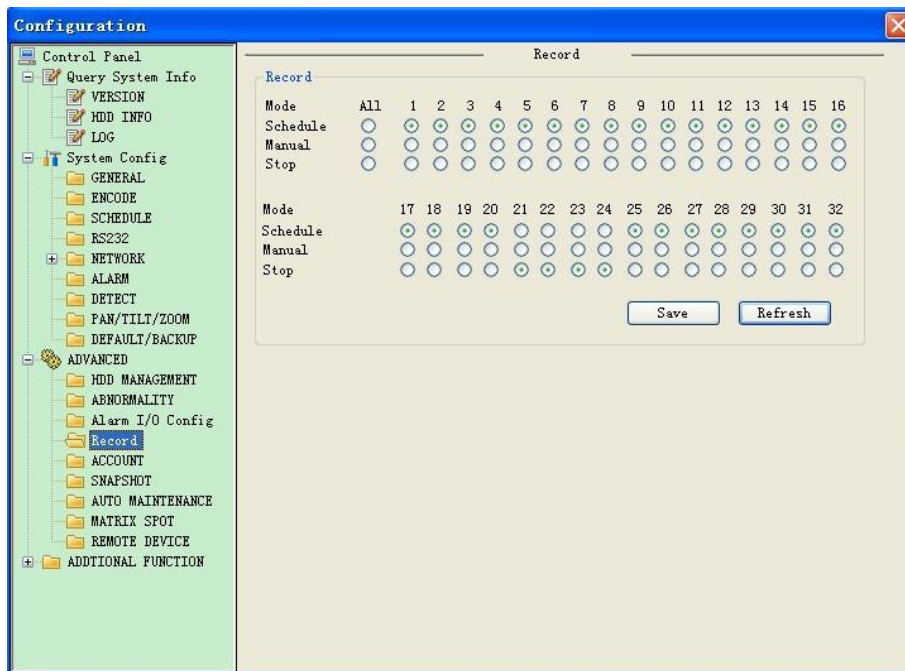 Configuration
Control Panel
Query System Info
VERSION
HDD INFO
LOG
System Config
GENERAL
ENCODE
SCHEDULE
RS232
NETWORK
ALARM
DETECT
PAN/TILT/ZOOM
DEFAULT/BACKUP
ADVANCED
HDD MANAGEMENT
ABNORMALITY
Alarm I/O Config
Record
ACCOUNT
SNAPSHOT
AUTO MAINTENANCE
MATRIX SPOT
REMOTE DEVICE
ADDTIONAL FUNCTION
Record
Record
Mode All 1 2 3 4 5 6 7 8 9 10 11 12 13 14 15 16
Schedule
Manual
Stop
Mode 17 18 19 20 21 22 23 24 25 26 27 28 29 30 31 32
Schedule
Manual
Stop
Save Refresh